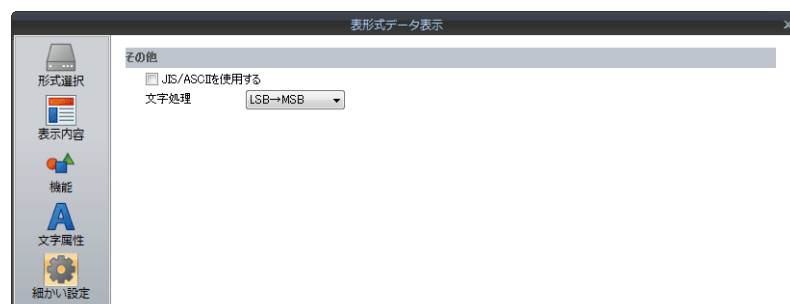 表形式データ表示
形式選択
表示内容
機能
文字属性
細かい設定
その他
JIS/ASCIIを使用する
文字処理
LSB→MSB